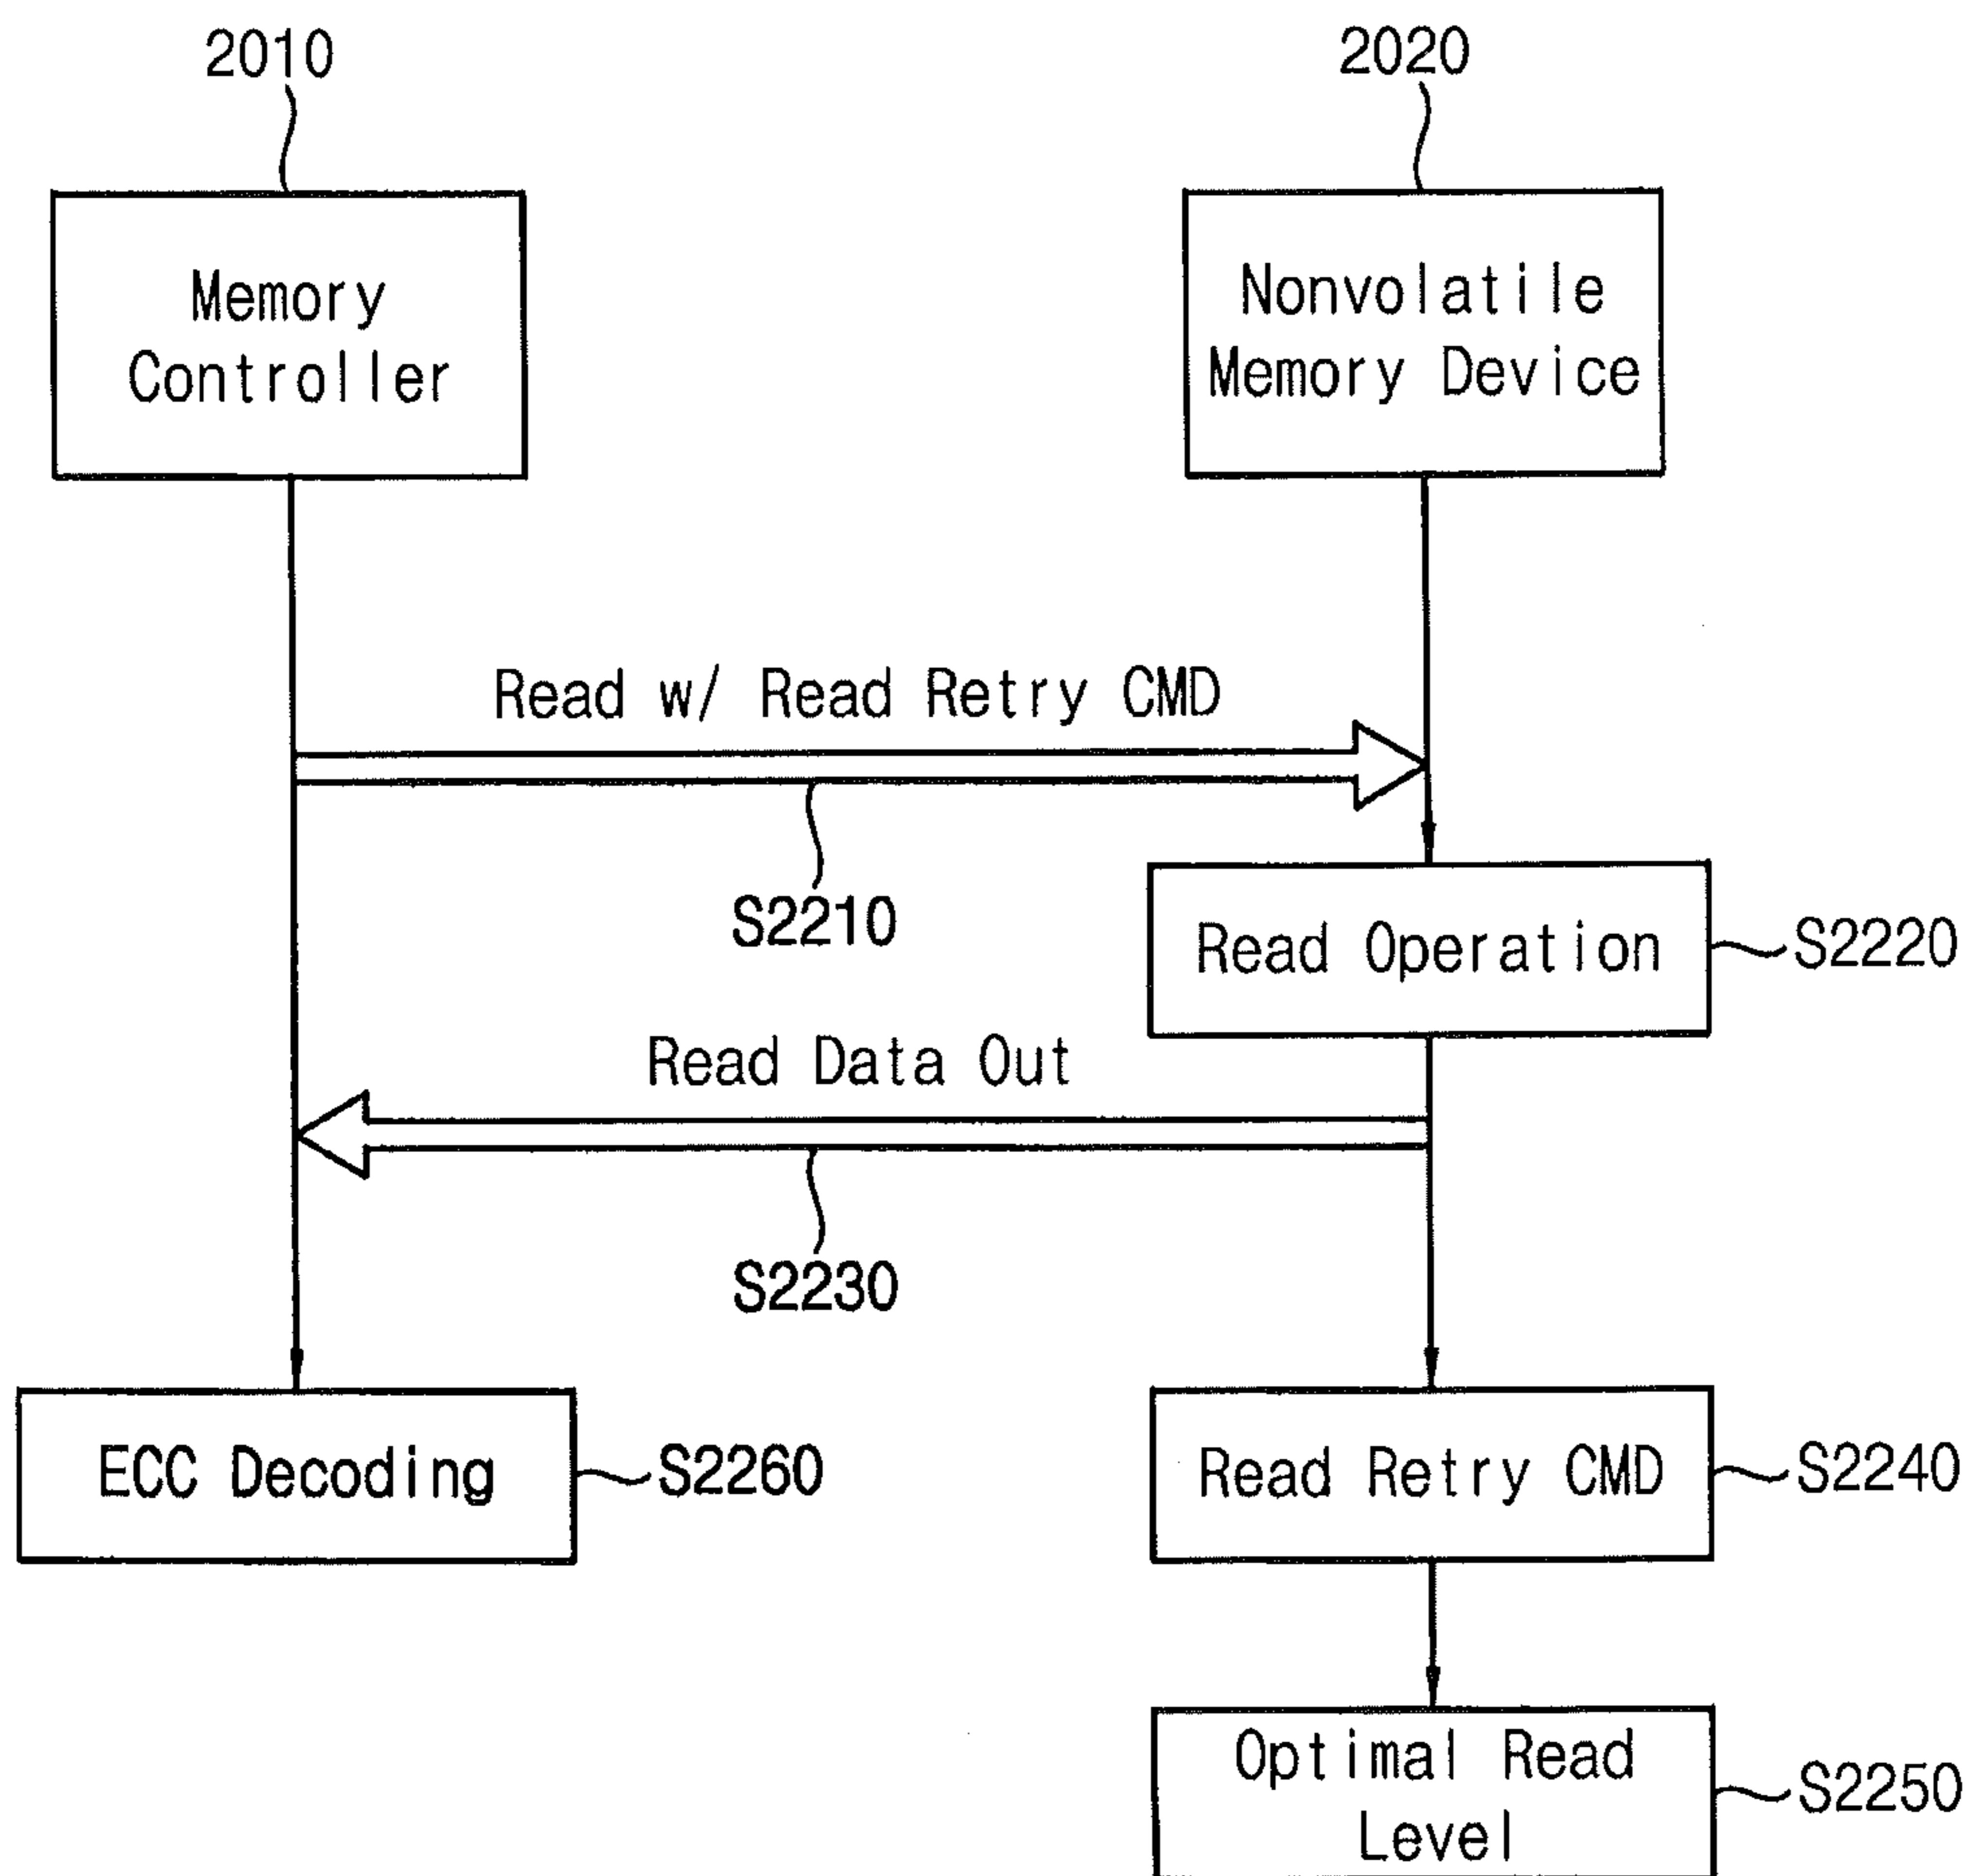 2010
2020
Memory
Controller
Nonvolatile
Memory Device
Read w/ Read Retry CMD
S2210
Read Operation
S2220
Read Data Out
S2230
ECC Decoding
S2260
Read Retry CMD
S2240
Optimal Read
Level
S2250